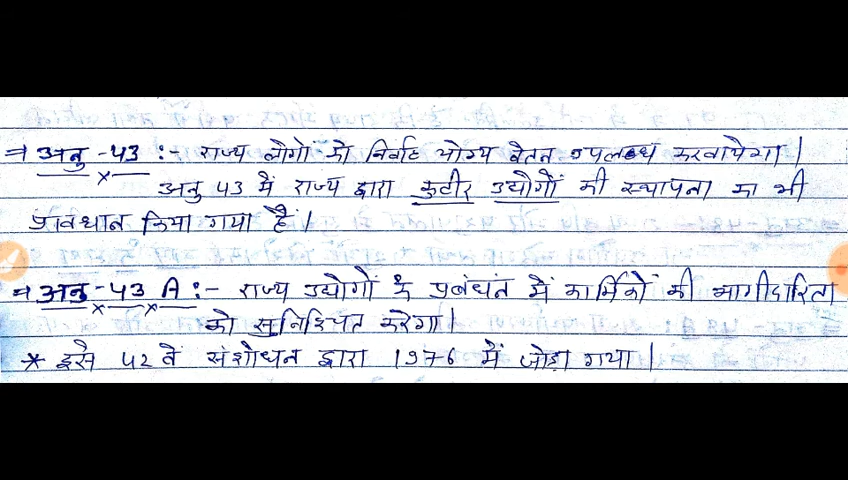 ⇒ अनु -43 :- राज्य लोगों को निर्वाह योग्य वेतन उपलब्ध करवायेगा |
अनु 43 में राज्य द्वारा कुटीर उद्योगों की स्थापना का भी
प्रावधान किया गया है |
⇒ अनु -43 A :- राज्य उद्योगों के प्रबंधन में कार्मिकों की भागीदारिता
को सुनिश्चित करेगा |
* इसे 42 वें संशोधन द्वारा 1976 में जोड़ा गया |